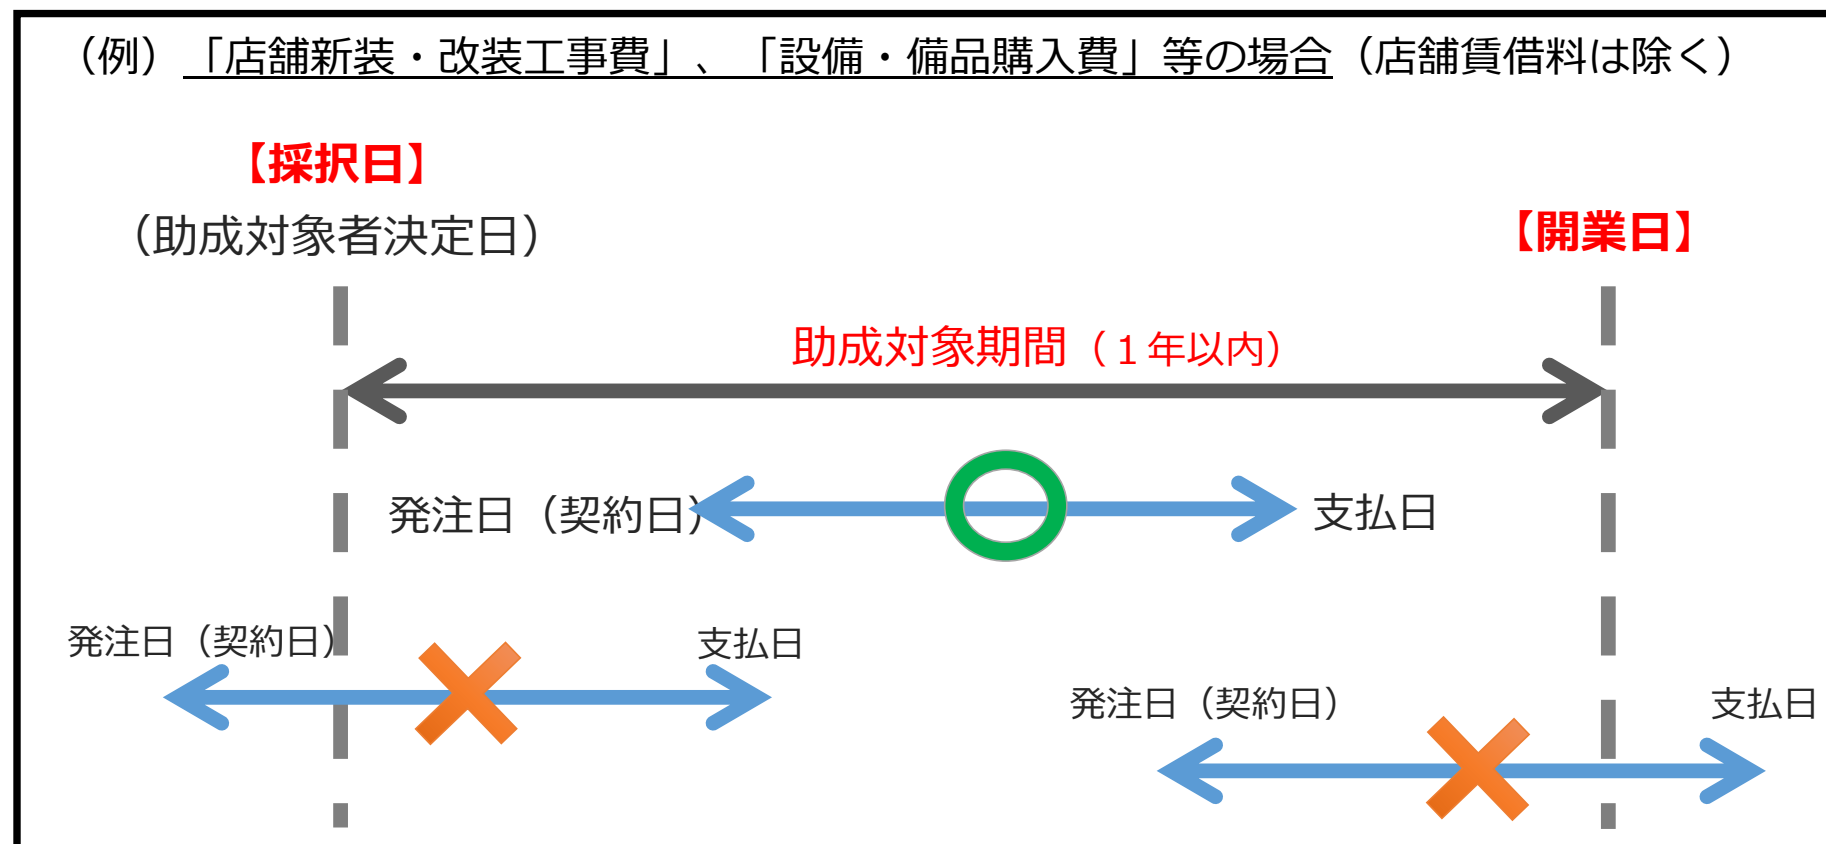 （例）「店舗新装・改装工事費」、「設備・備品購入費」等の場合（店舗賃借料は除く）
【採択日】
（助成対象者決定日）
【開業日】
助成対象期間（１年以内）
発注日（契約日）
支払日
発注日（契約日）
支払日
発注日（契約日）
支払日